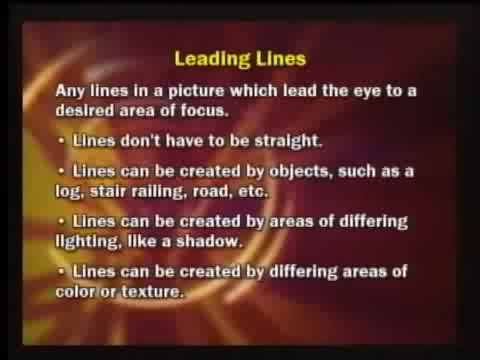 Leading Lines
Any lines in a picture which lead the eye to a
desired area of focus.
• Lines don't have to be straight.
• Lines can be created by objects, such as a
log, stair railing, road, etc.
• Lines can be created by areas of differing
lighting, like a shadow.
• Lines can be created by differing areas of
color or texture.